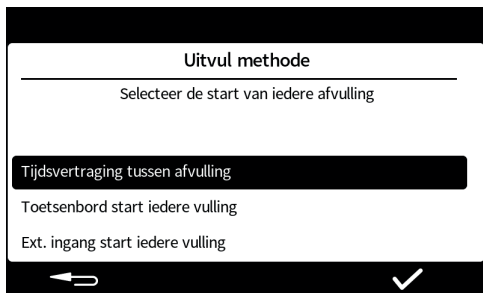 Uitvul methode
Selecteer de start van iedere afvulling
Tijdsvertraging tussen afvulling
Toetsenbord start iedere vulling
Ext. ingang start iedere vulling